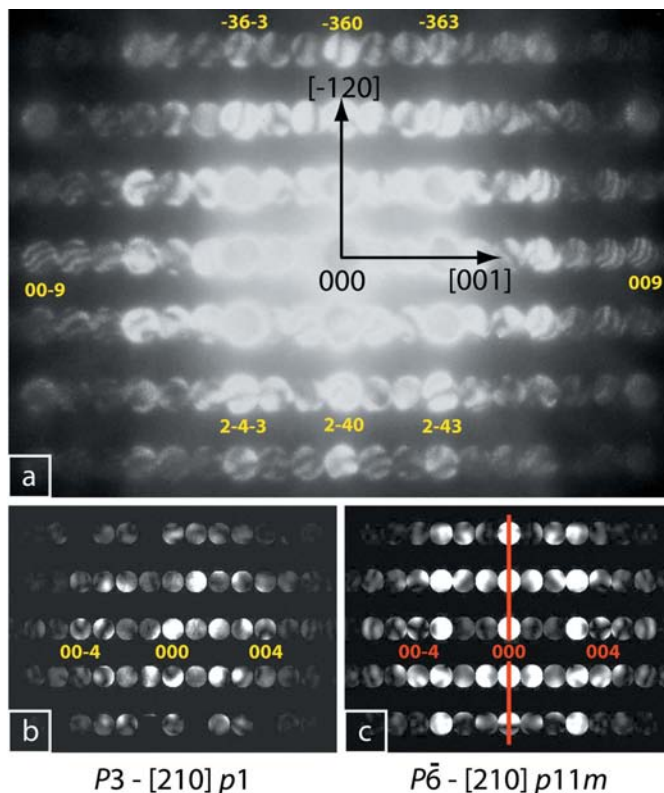 -36-3 -360 -363
[-120]
000 [001]
00-9 009
2-4-3 2-40 2-43
a
00-4 000 004 00-4 000 004
b c
P3 - [210] p1 P6̄ - [210] p11m